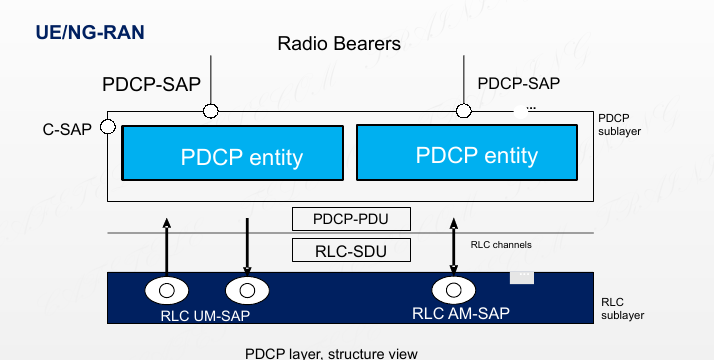 UE/NG-RAN
Radio Bearers
PDCP-SAP
PDCP-SAP
...
C-SAP
PDCP
sublayer
PDCP entity
PDCP entity
PDCP-PDU
RLC-SDU
RLC channels
...
RLC UM-SAP
RLC AM-SAP
RLC
sublayer
PDCP layer, structure view